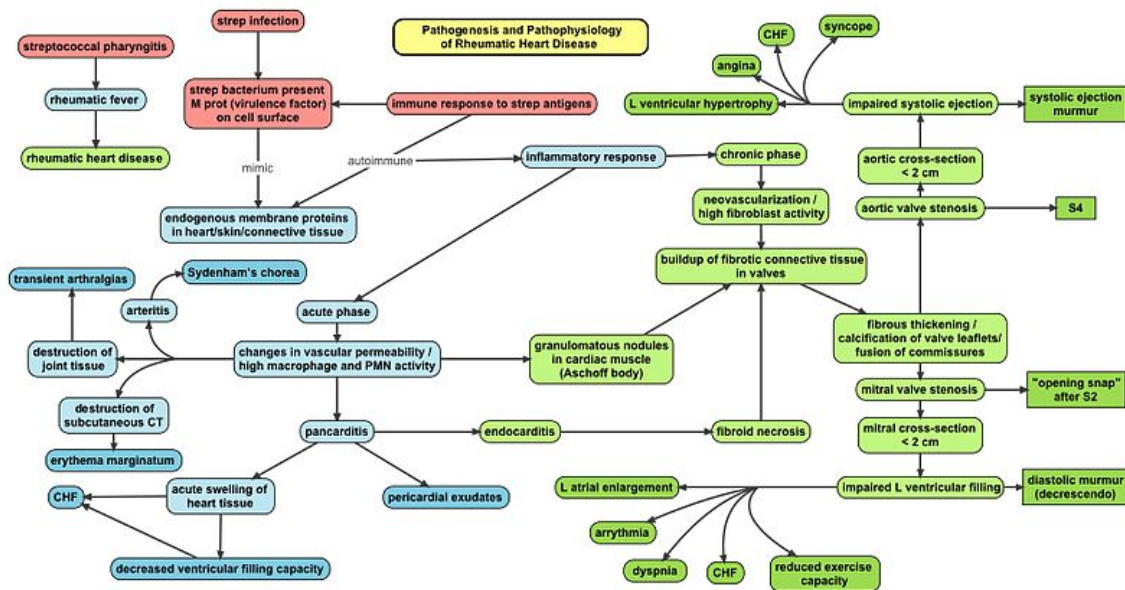 strep infection
Pathogenesis and Pathophysiology
of Rheumatic Heart Disease
streptococcal pharyngitis
rheumatic fever
rheumatic heart disease
strep bacterium present
M prot (virulence factor)
on cell surface
immune response to strep antigens
mimic
autoimmune
endogenous membrane proteins
in heart/skin/connective tissue
inflammatory response
chronic phase
neovascularization /
high fibroblast activity
buildup of fibrotic connective tissue
in valves
syncope
CHF
angina
L ventricular hypertrophy
impaired systolic ejection
systolic ejection
murmur
aortic cross-section
< 2 cm
aortic valve stenosis
S4
transient arthralgias
Sydenham's chorea
arteritis
acute phase
destruction of
joint tissue
changes in vascular permeability /
high macrophage and PMN activity
granulomatous nodules
in cardiac muscle
(Aschoff body)
fibrous thickening /
calcification of valve leaflets/
fusion of commissures
destruction of
subcutaneous CT
erythema marginatum
pancarditis
endocarditis
fibroid necrosis
mitral valve stenosis
"opening snap"
after S2
mitral cross-section
< 2 cm
CHF
acute swelling of
heart tissue
pericardial exudates
decreased ventricular filling capacity
L atrial enlargement
impaired L ventricular filling
diastolic murmur
(decrescendo)
arrythmia
dyspnia
CHF
reduced exercise
capacity